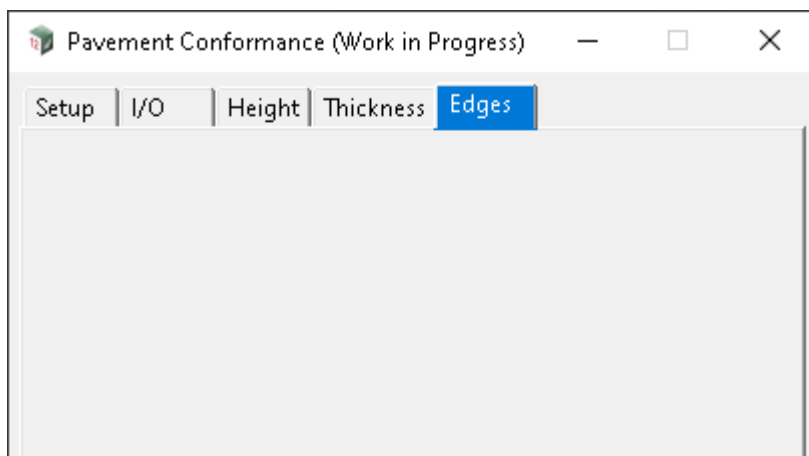 Pavement Conformance (Work in Progress)
Setup I/O Height Thickness Edges